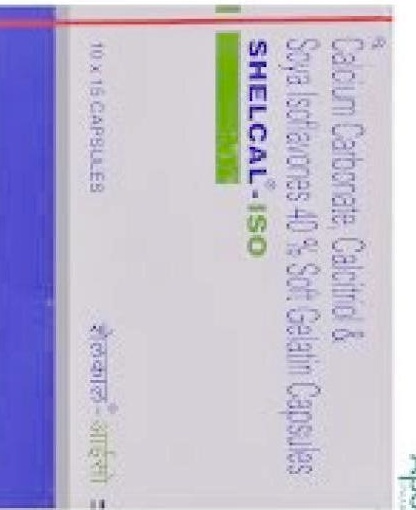 ℞
Calcium Carbonate, Calcitriol &
Soya Isoflavones 40 % Soft Gelatin Capsules
SHELCAL®-ISO
10 x 15 CAPSULES
शेलकाल®-आईसो